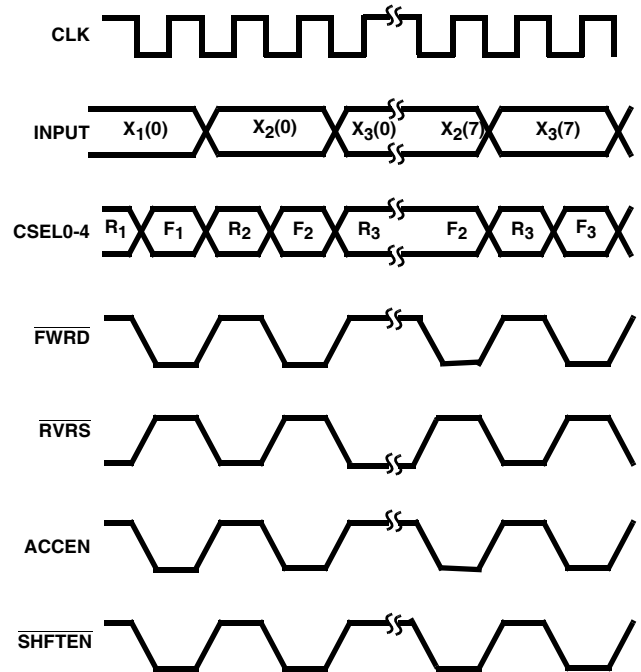 CLK
INPUT X1(0) X2(0) X3(0) X2(7) X3(7)
CSEL0-4 R1 F1 R2 F2 R3 F2 R3 F3
FWRD
RVRS
ACCEN
SHFTEN